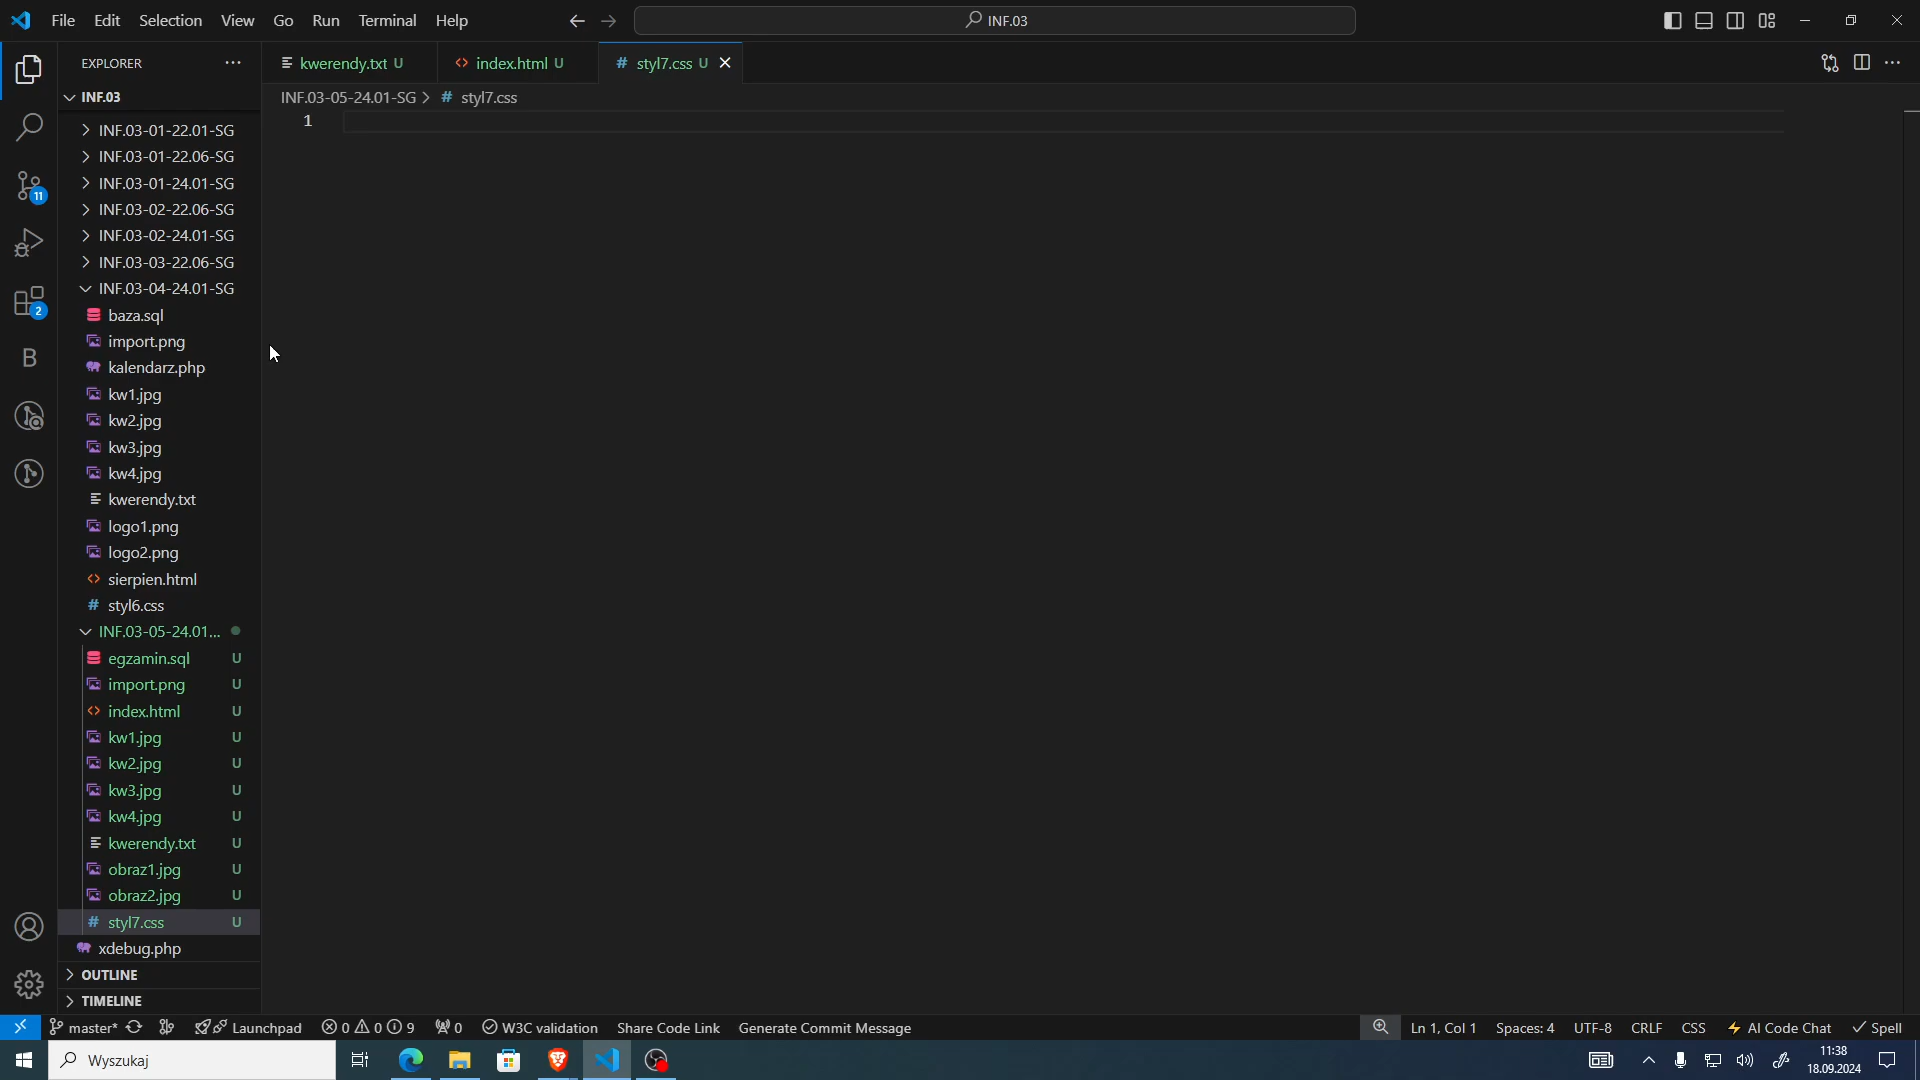 File Edit Selection View Go Run Terminal Help
INF.03
EXPLORER
kwerendy.txt U
index.html U
# styl7.css U
INF.03
INF.03-05-24.01-SG > # styl7.css
1
INF.03-01-22.01-SG
INF.03-01-22.06-SG
INF.03-01-24.01-SG
INF.03-02-22.06-SG
11
INF.03-02-24.01-SG
INF.03-03-22.06-SG
INF.03-04-24.01-SG
2
baza.sql
import.png
B
kalendarz.php
kw1.jpg
kw2.jpg
kw3.jpg
kw4.jpg
kwerendy.txt
logo1.png
logo2.png
sierpien.html
# styl6.css
INF.03-05-24.01...
egzamin.sql U
import.png U
index.html U
kw1.jpg U
kw2.jpg U
kw3.jpg U
kw4.jpg U
kwerendy.txt U
obraz1.jpg U
obraz2.jpg U
# styl7.css U
xdebug.php
OUTLINE
TIMELINE
master* Launchpad 0 0 9 0 W3C validation Share Code Link Generate Commit Message Ln 1, Col 1 Spaces: 4 UTF-8 CRLF CSS AI Code Chat Spell
Wyszukaj
11:38
18.09.2024